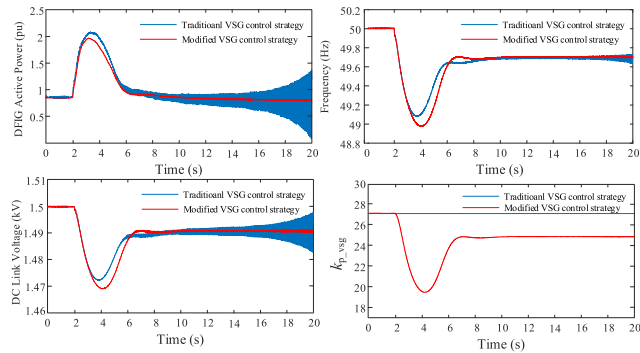 2.5
2
1.5
1
0.5
DFIG Active Power (pu)
Traditioanl VSG control strategy
Modified VSG control strategy
0 2 4 6 8 10 12 14 16 18 20
Time (s)
50.2
50
49.8
49.6
49.4
49.2
49
48.8
Frequency (Hz)
Traditioanl VSG control strategy
Modified VSG control strategy
0 2 4 6 8 10 12 14 16 18 20
Time (s)
1.51
1.5
1.49
1.48
1.47
1.46
DC Link Voltage (kV)
Traditioanl VSG control strategy
Modified VSG control strategy
0 2 4 6 8 10 12 14 16 18 20
Time (s)
30
28
26
24
22
20
18
kp_vsg
Traditioanl VSG control strategy
Modified VSG control strategy
0 2 4 6 8 10 12 14 16 18 20
Time (s)